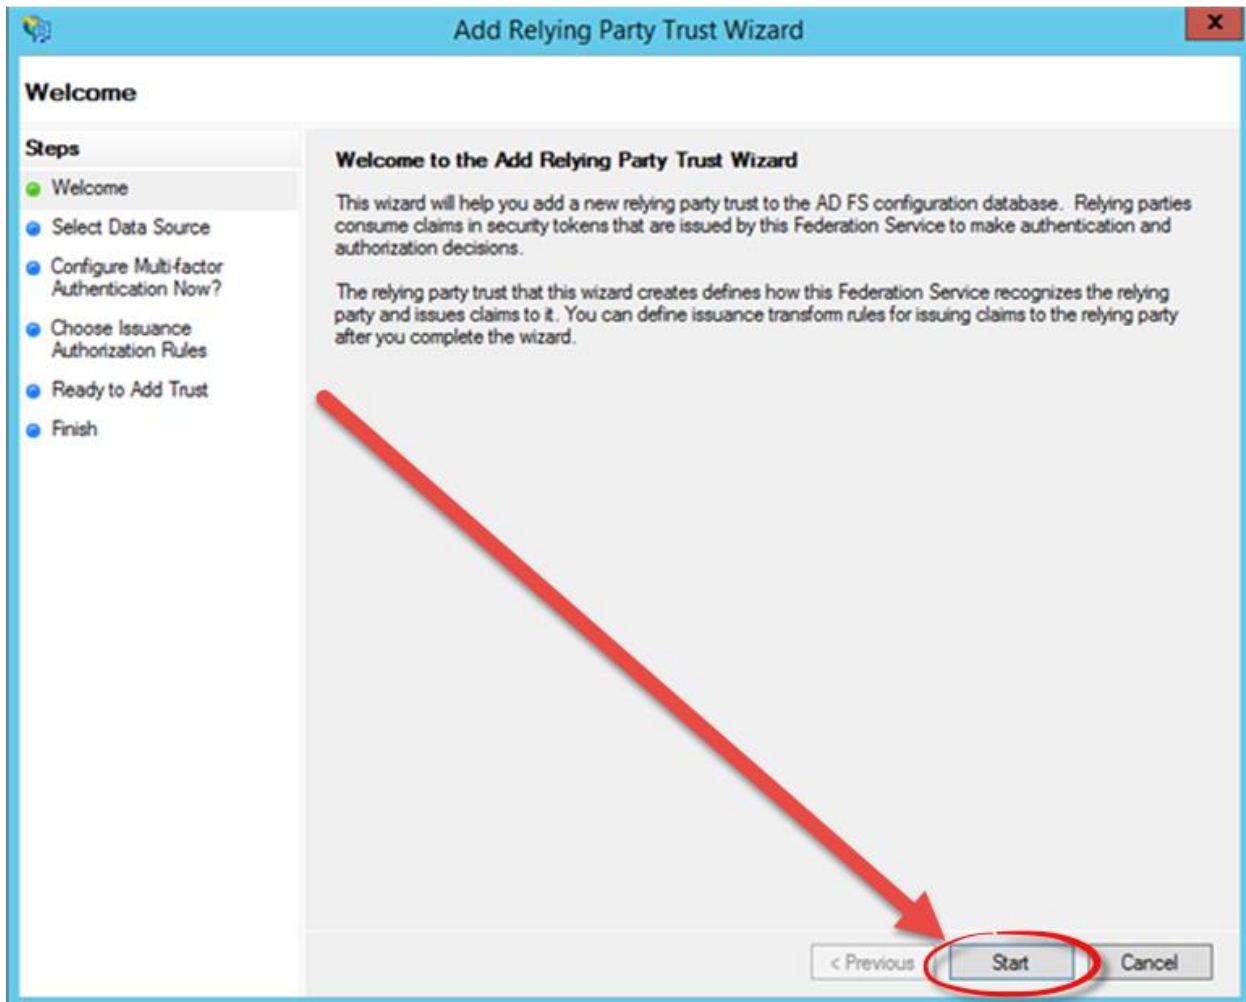 Add Relying Party Trust Wizard
x
Welcome
Steps
Welcome
Select Data Source
Configure Multi-factor
Authentication Now?
Choose Issuance
Authorization Rules
Ready to Add Trust
Finish
Welcome to the Add Relying Party Trust Wizard
This wizard will help you add a new relying party trust to the AD FS configuration database. Relying parties
consume claims in security tokens that are issued by this Federation Service to make authentication and
authorization decisions.
The relying party trust that this wizard creates defines how this Federation Service recognizes the relying
party and issues claims to it. You can define issuance transform rules for issuing claims to the relying party
after you complete the wizard.
< Previous
Start
Cancel